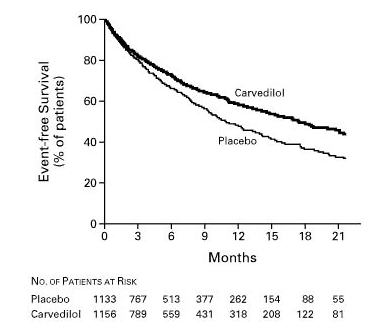 Event-free Survival
(% of patients)
100
80
60
40
20
0
Carvedilol
Placebo
0 3 6 9 12 15 18 21
Months
NO. OF PATIENTS AT RISK
Placebo 1133 767 513 377 262 154 88 55
Carvedilol 1156 789 559 431 318 208 122 81